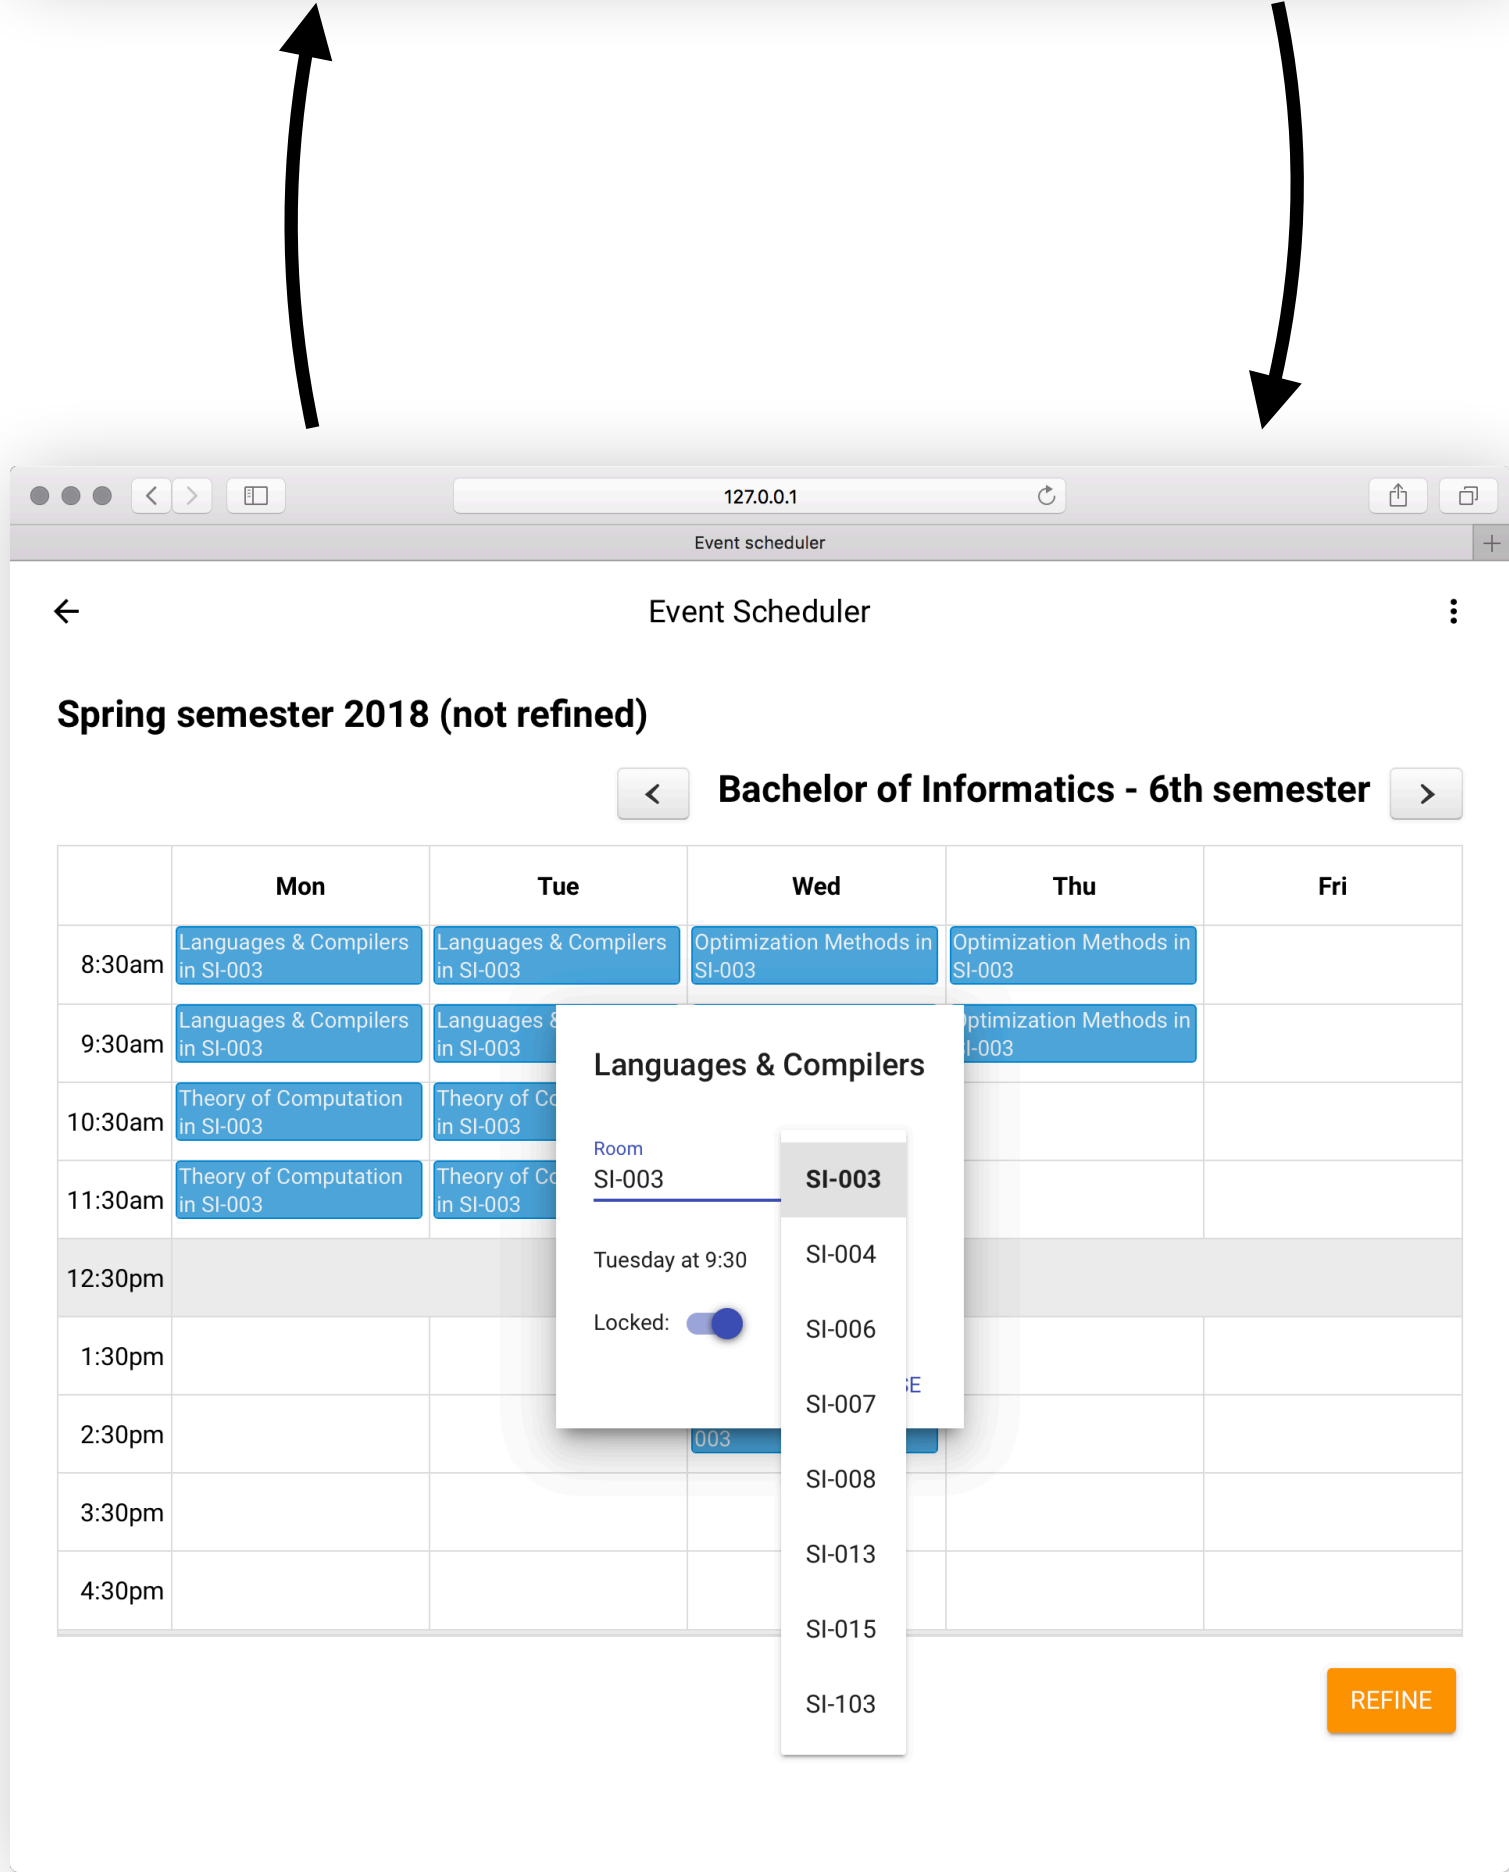 127.0.0.1
Event scheduler
Event Scheduler
Spring semester 2018 (not refined)
Bachelor of Informatics - 6th semester
Mon Tue Wed Thu Fri
8:30am
Languages & Compilers
in SI-003
Languages & Compilers
in SI-003
Optimization Methods in
SI-003
Optimization Methods in
SI-003
9:30am
Languages & Compilers
in SI-003
Languages
in SI-003
Methods in
10:30am
Theory of Computation
in SI-003
Theory of
in SI-003
11:30am
Theory of Computation
in SI-003
Theory of
in SI-003
12:30pm
1:30pm
2:30pm
003
3:30pm
4:30pm
Languages & Compilers
Room
SI-003
Tuesday at 9:30
Locked:
SI-003
SI-004
SI-006
SI-007
SI-008
SI-013
SI-015
SI-103
REFINE